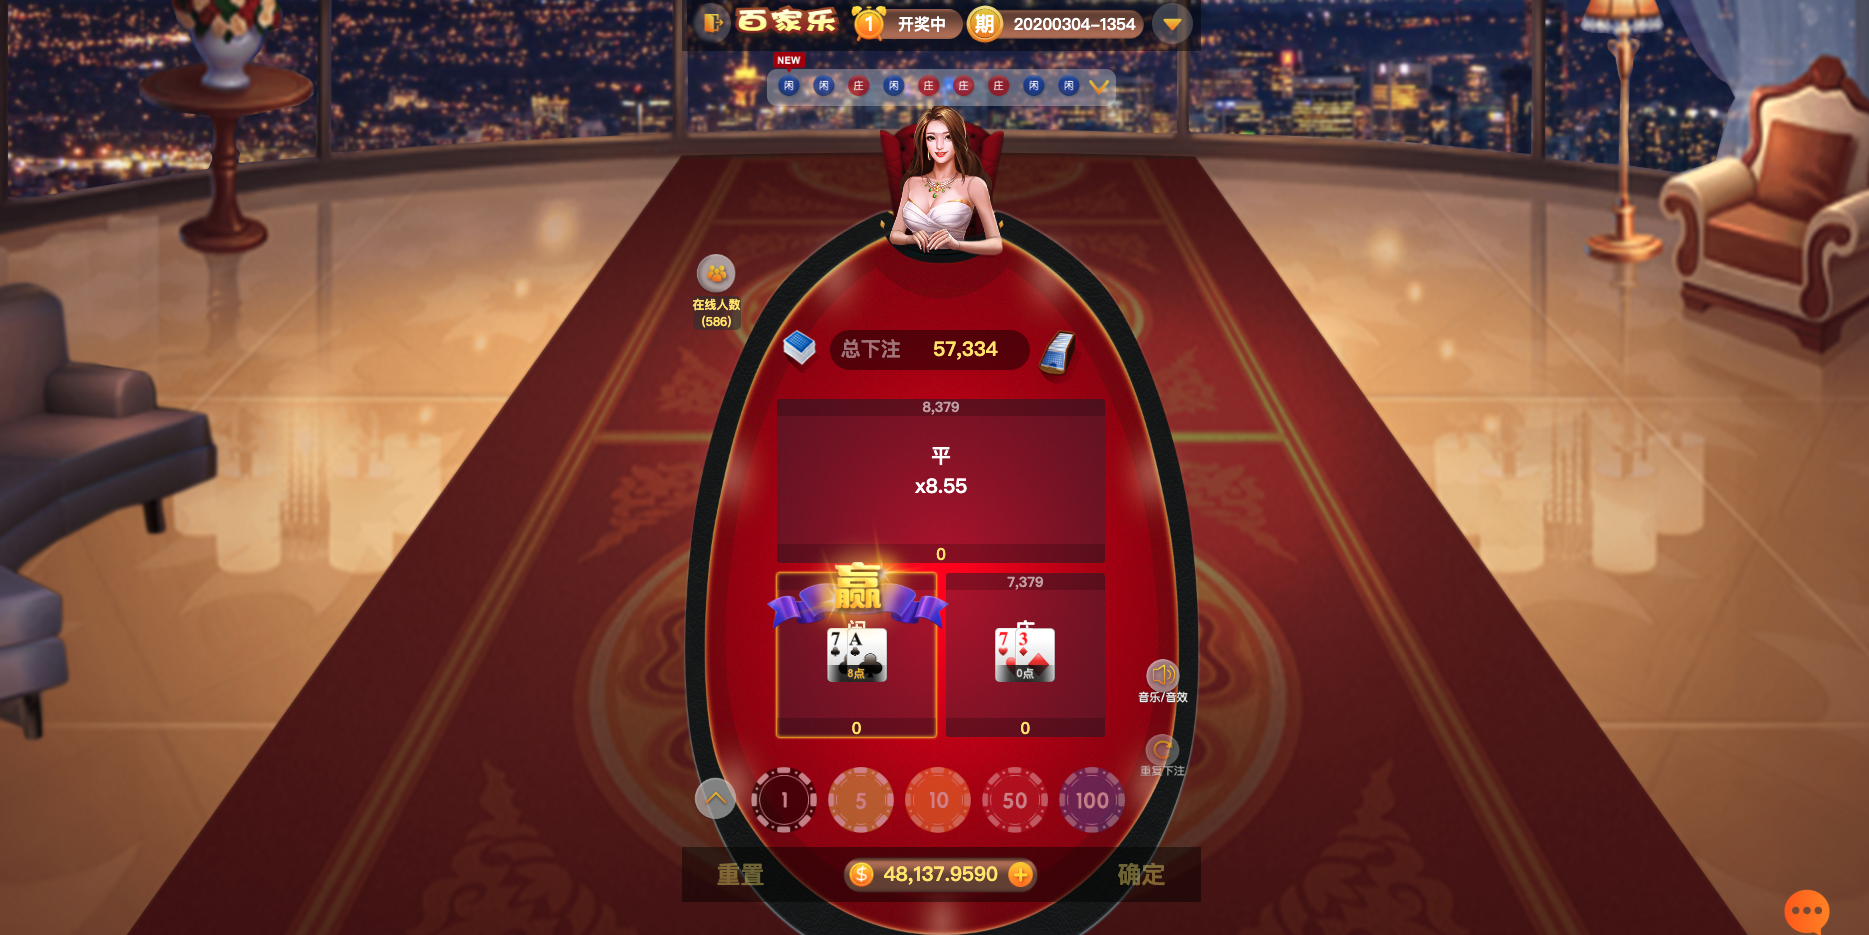 百家乐
1
开奖中
期
20200304-1354
NEW
闲
闲
庄
闲
庄
庄
庄
闲
闲
在线人数
(586)
总下注
57,334
8,379
平
x8.55
0
赢
闲
7
A
8点
0
7,379
庄
7
3
0点
0
音乐/音效
重复下注
1
5
10
50
100
重置
$
48,137.9590
+
确定